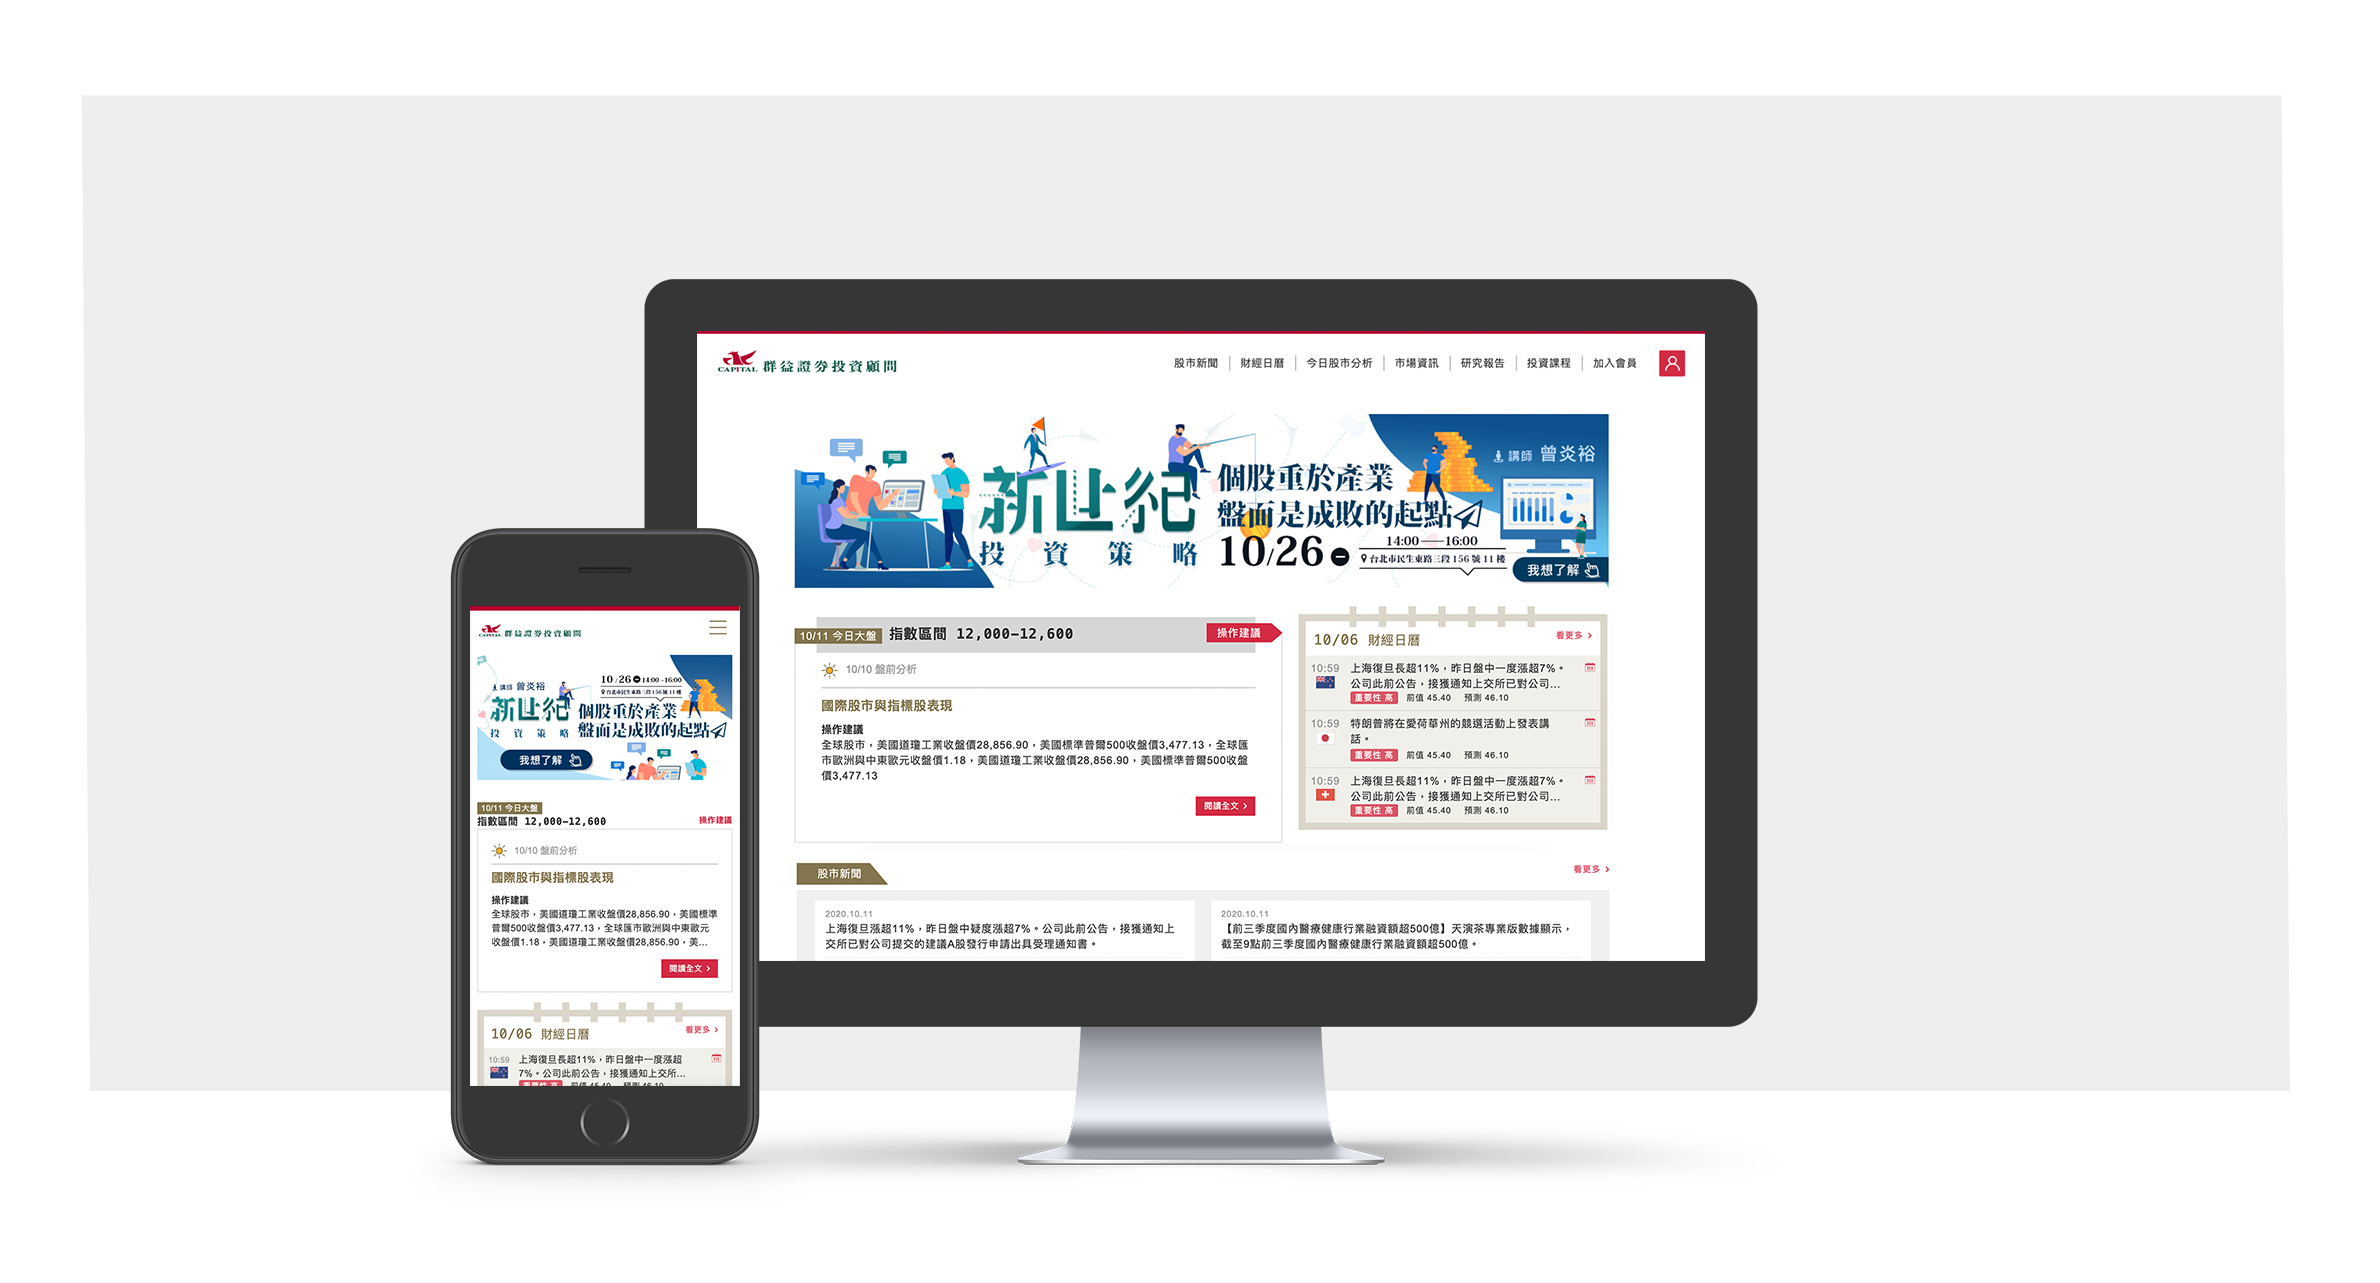 CAPITAL 群益證券投資顧問
股市新聞 財經日曆 今日股市分析 市場資訊 研究報告 投資課程 加入會員
新世紀
投資策略
個股重於產業
盤面是成敗的起點
10/26 一 14:00——16:00
台北市民生東路三段156號11樓
講師 曾炎裕
我想了解
10/11 今日大盤 指數區間 12,000-12,600 操作建議
10/10 盤前分析
國際股市與指標股表現
操作建議
全球股市，美國道瓊工業收盤價28,856.90，美國標準普爾500收盤價3,477.13，全球匯
市歐洲與中東歐元收盤價1.18，美國道瓊工業收盤價28,856.90，美國標準普爾500收盤
價3,477.13
閱讀全文
10/06 財經日曆 看更多
10:59 上海復旦長超11%，昨日盤中一度漲超7%。
公司此前公告，接獲通知上交所已對公司...
重要性 高 前值 45.40 預測 46.10
10:59 特朗普將在愛荷華州的競選活動上發表講
話。
重要性 高 前值 45.40 預測 46.10
10:59 上海復旦長超11%，昨日盤中一度漲超7%。
公司此前公告，接獲通知上交所已對公司...
重要性 高 前值 45.40 預測 46.10
股市新聞 看更多
2020.10.11
上海復旦漲超11%，昨日盤中疑度漲超7%。公司此前公告，接獲通知上
交所已對公司提交的建議A股發行申請出具受理通知書。
2020.10.11
【前三季度國內醫療健康行業融資額超500億】天演茶專業版數據顯示，
截至9點前三季度國內醫療健康行業融資額超500億。
CAPITAL 群益證券投資顧問
講師 曾炎裕
新世紀
投資策略
10/26 一 14:00-16:00
台北市民生東路三段156號11樓
個股重於產業
盤面是成敗的起點
我想了解
10/11 今日大盤
指數區間 12,000-12,600 操作建議
10/10 盤前分析
國際股市與指標股表現
操作建議
全球股市，美國道瓊工業收盤價28,856.90，美國標準
普爾500收盤價3,477.13，全球匯市歐洲與中東歐元
收盤價1.18，美國道瓊工業收盤價28,856.90，美...
閱讀全文
10/06 財經日曆 看更多
10:59 上海復旦長超11%，昨日盤中一度漲超
7%。公司此前公告，接獲通知上交所...
重要性 高 前值 45.40 預測 46.10